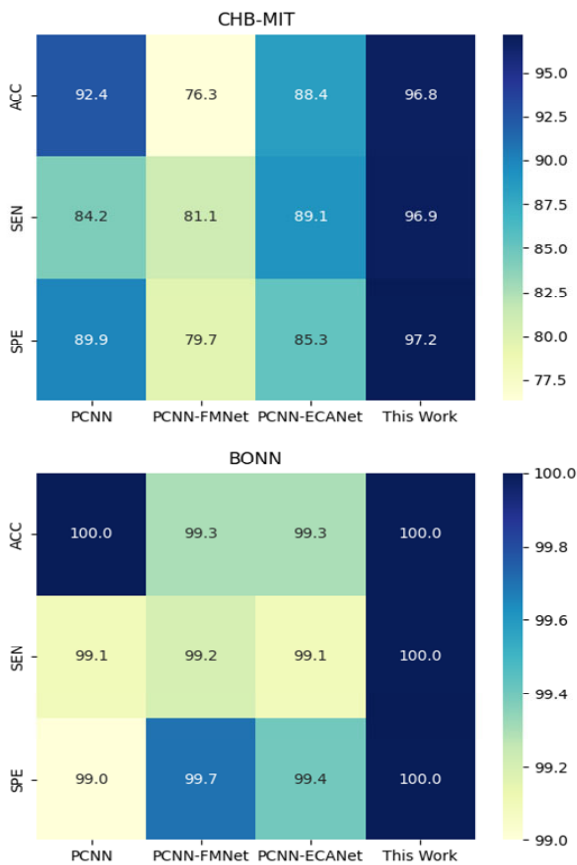 CHB-MIT
ACC 92.4 76.3 88.4 96.8
SEN 84.2 81.1 89.1 96.9
SPE 89.9 79.7 85.3 97.2
PCNN PCNN-FMNet PCNN-ECANet This Work
95.0
92.5
90.0
87.5
85.0
82.5
80.0
77.5
BONN
ACC 100.0 99.3 99.3 100.0
SEN 99.1 99.2 99.1 100.0
SPE 99.0 99.7 99.4 100.0
PCNN PCNN-FMNet PCNN-ECANet This Work
100.0
99.8
99.6
99.4
99.2
99.0